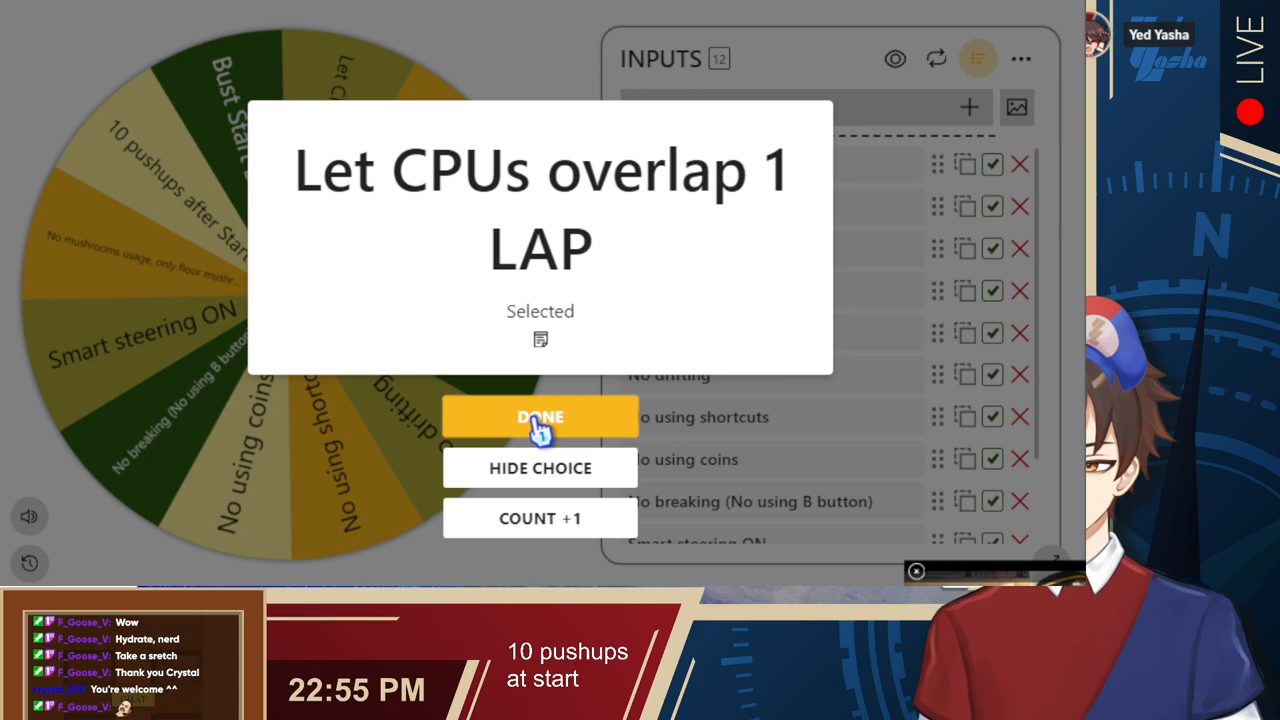 Bust Start
Let C
10 pushups after Start
No mushrooms usage, only floor mushr...
Smart steering ON
No breaking (No using B button
No using coins
No using short
drifting
INPUTS 12
Let CPUs overlap 1
LAP
Selected
DONE
HIDE CHOICE
COUNT +1
No drifting
No using shortcuts
No using coins
No breaking (No using B button)
Smart steering ON
Yed Yasha
Yasha
LIVE
N
F_Goose_V: Wow
F_Goose_V: Hydrate, nerd
F_Goose_V: Take a sretch
F_Goose_V: Thank you Crystal
You're welcome ^^
F_Goose_V:
22:55 PM
10 pushups
at start